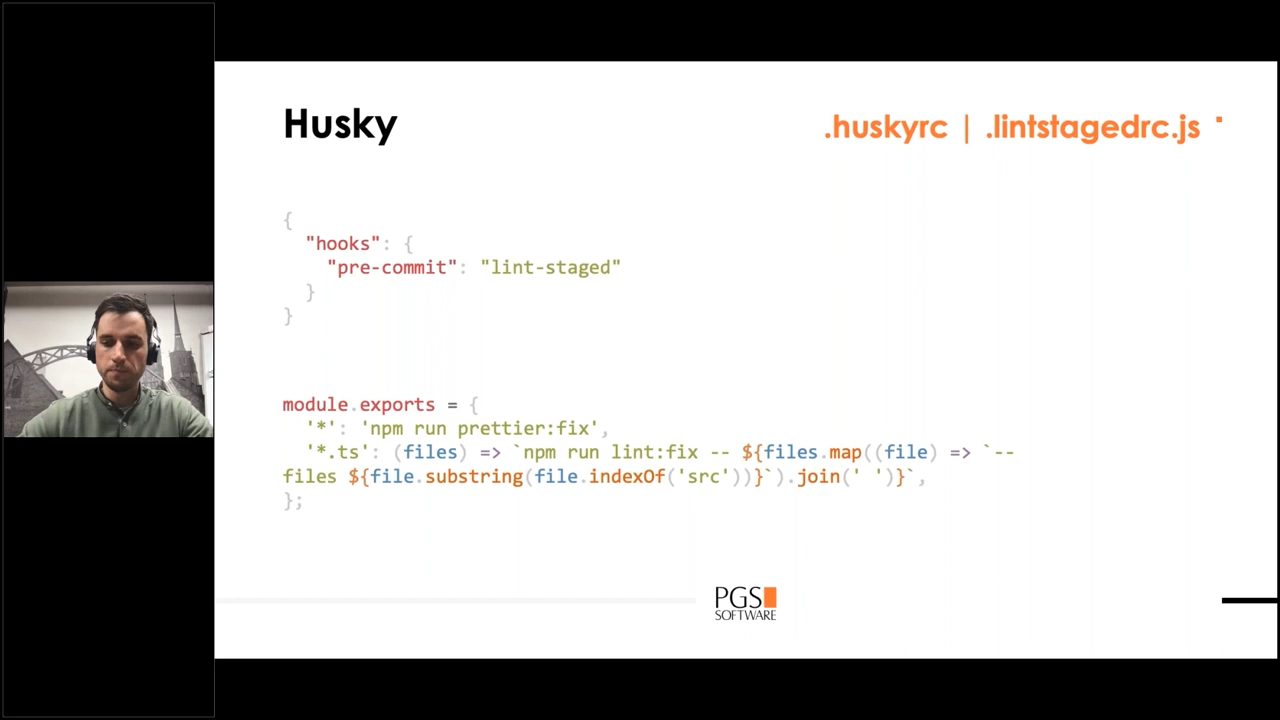 Husky
.huskyrc | .lintstagedrc.js
{
  "hooks": {
    "pre-commit": "lint-staged"
  }
}
module.exports = {
  '*': 'npm run prettier:fix',
  '*.ts': (files) => `npm run lint:fix -- ${files.map((file) => `--
files ${file.substring(file.indexOf('src'))}`).join(' ')}`,
};
PGS
SOFTWARE